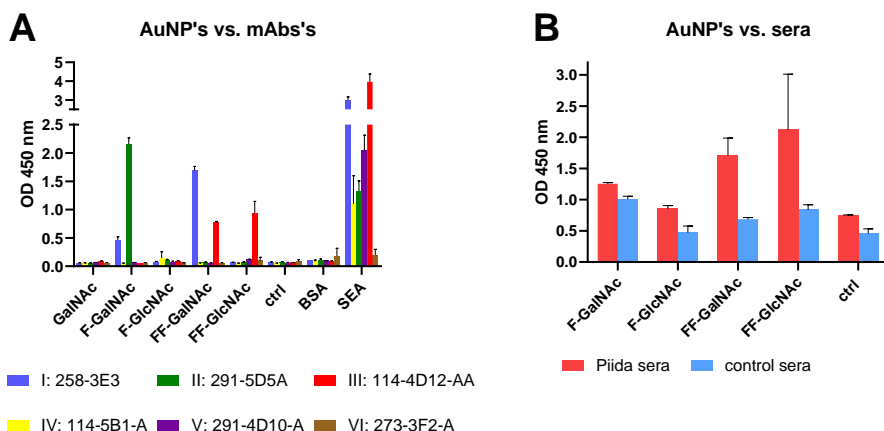 A
AuNP's vs. mAbs's
OD 450 nm
5
4
3
2.5
2.0
1.5
1.0
0.5
0.0
GalNAc
F-GalNAc
F-GlcNAc
FF-GalNAc
FF-GlcNAc
ctrl
BSA
SEA
I: 258-3E3
II: 291-5D5A
III: 114-4D12-AA
IV: 114-5B1-A
V: 291-4D10-A
VI: 273-3F2-A
B
AuNP's vs. sera
OD 450 nm
3.0
2.5
2.0
1.5
1.0
0.5
0.0
F-GalNAc
F-GlcNAc
FF-GalNAc
FF-GlcNAc
ctrl
Piida sera
control sera